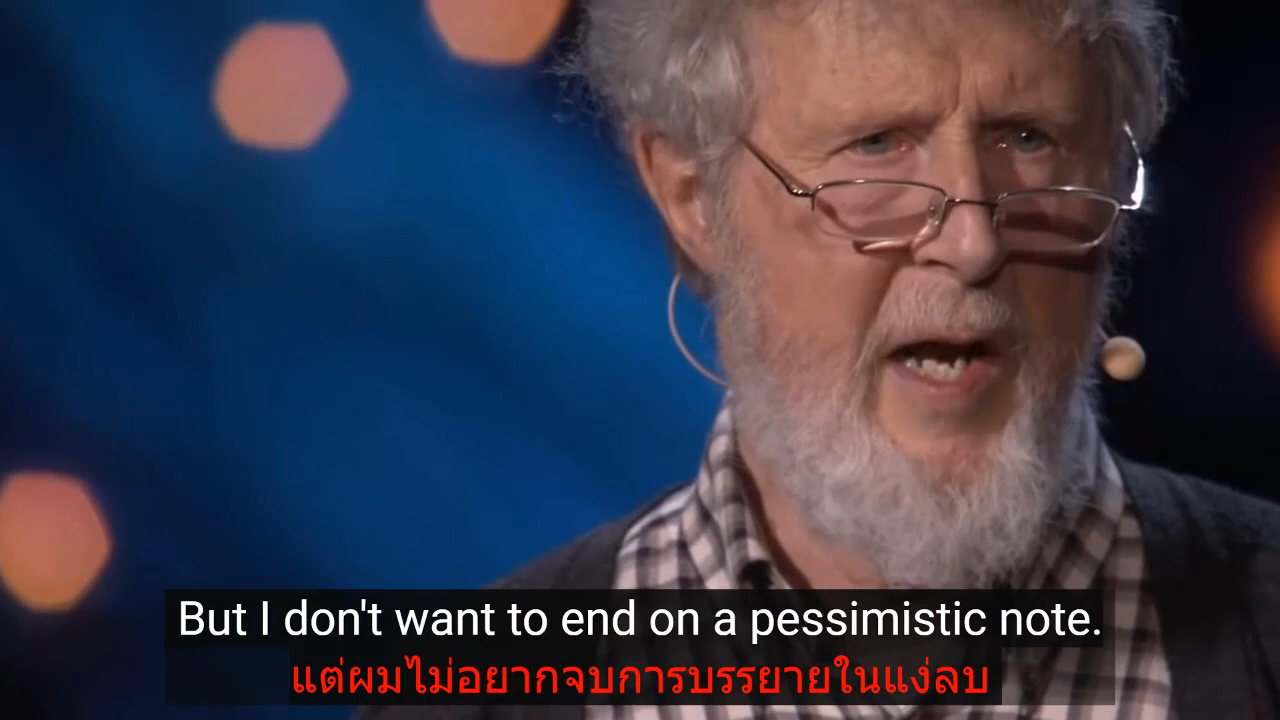 But I don't want to end on a pessimistic note.
แต่ผมไม่อยากจบการบรรยายในแง่ลบ